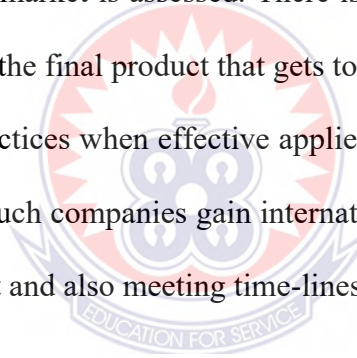 market is assessed. There is
the final product that gets to
ctices when effective applie
uch companies gain internat
t and also meeting time-lines
EDUCATION FOR SERVICE